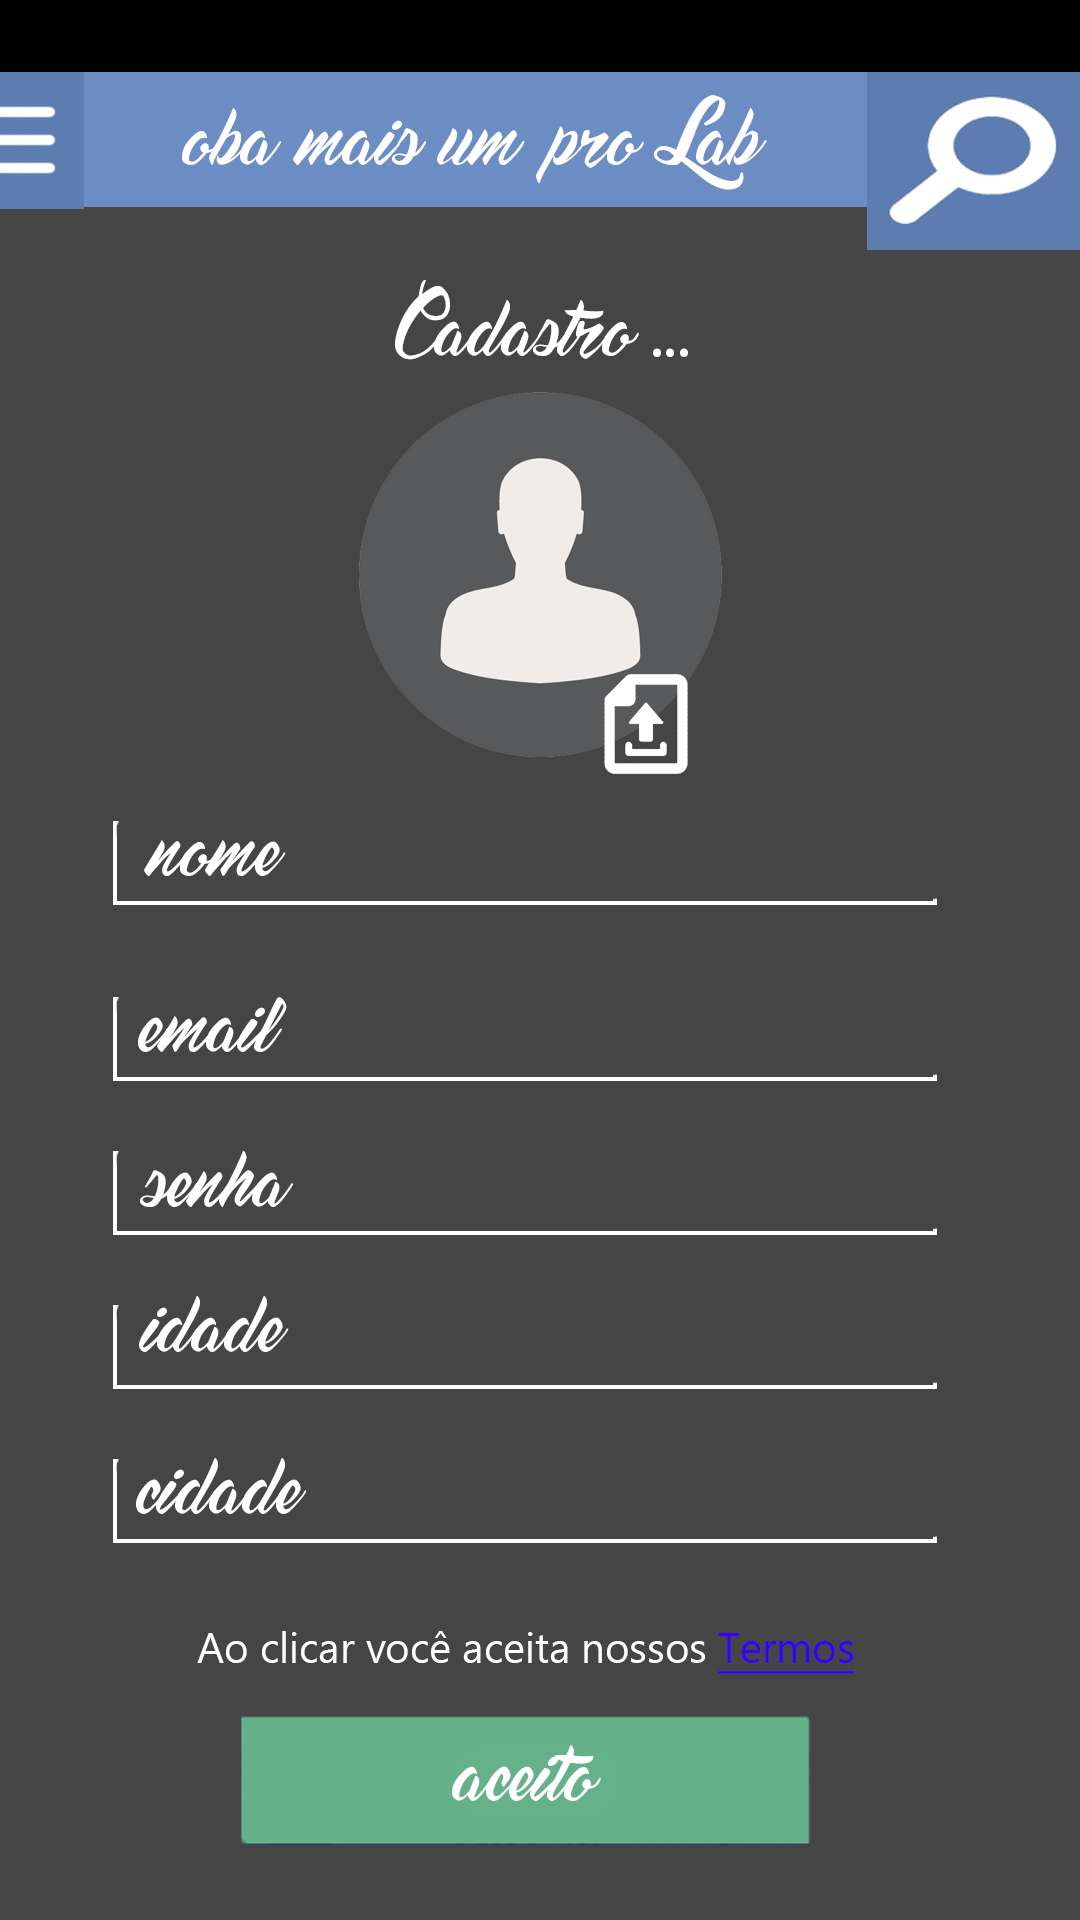 oba mais um pro Lab
Cadastro ...
nome
email
senha
idade
cidade
Ao clicar você aceita nossos Termos
aceito